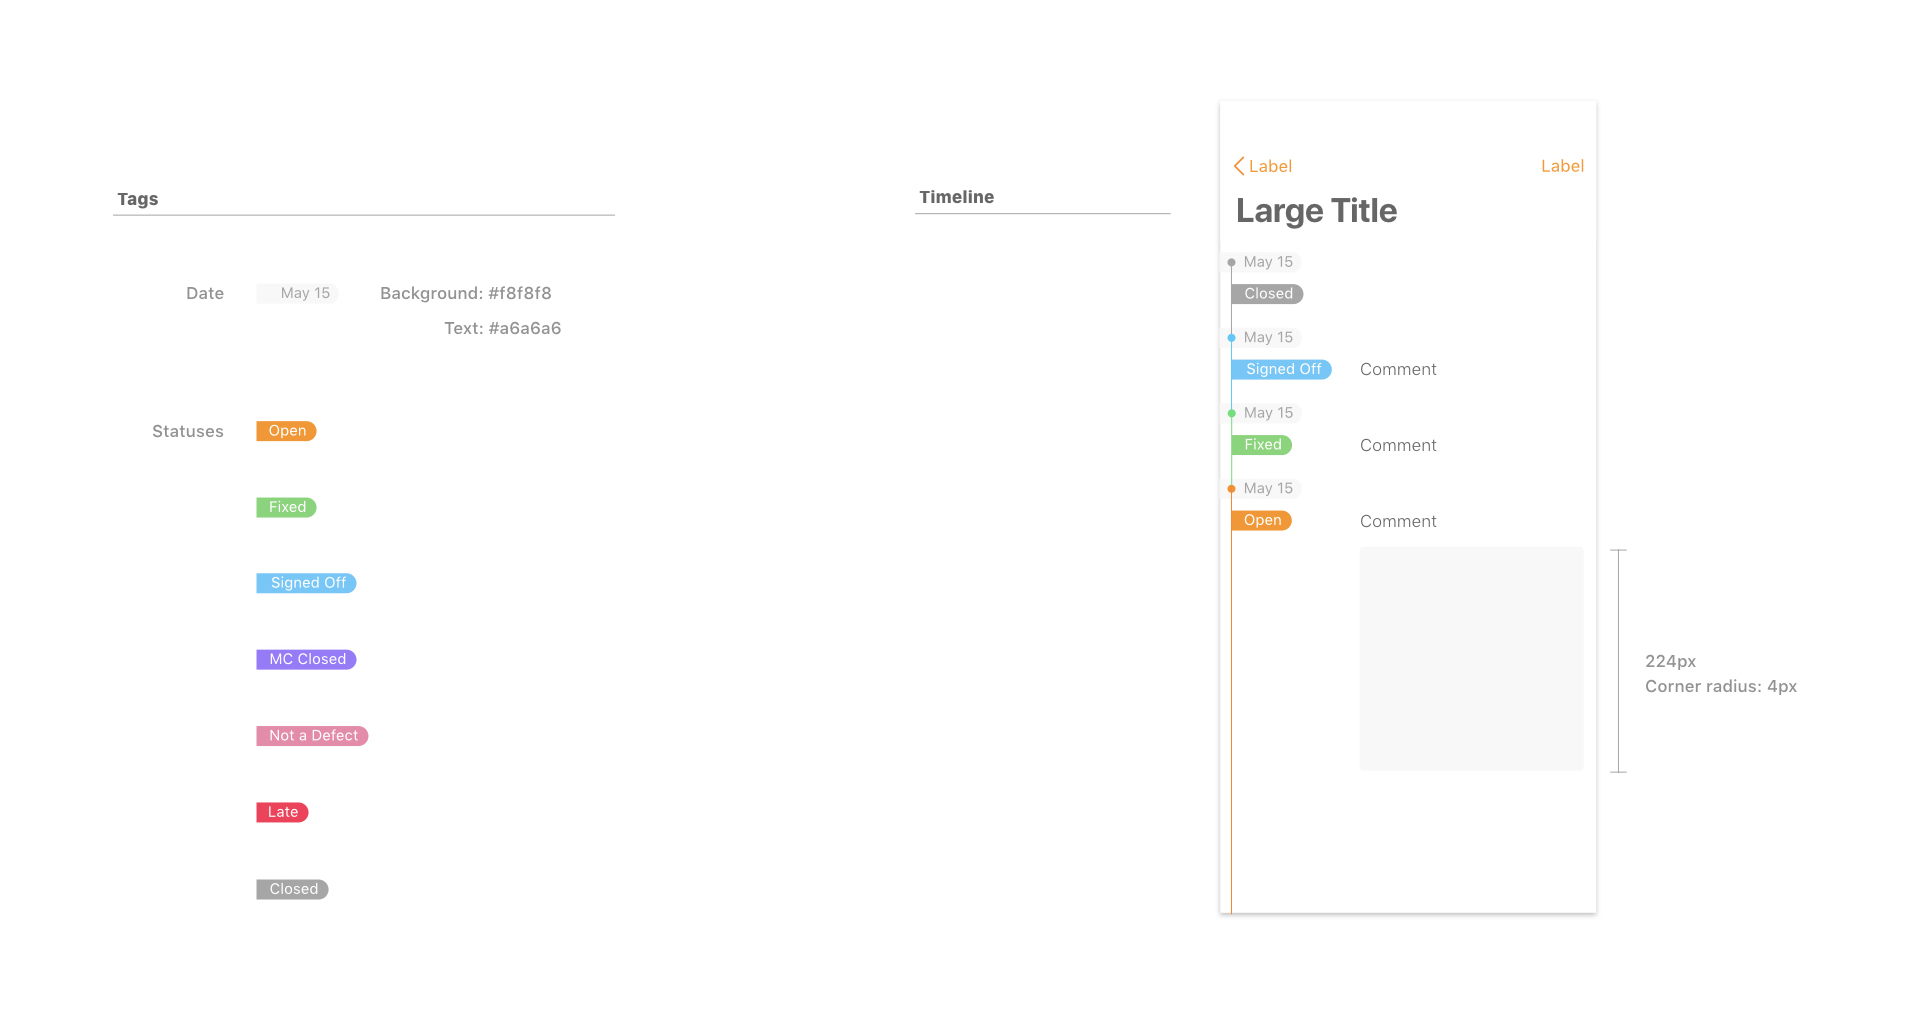 Tags
Date
May 15
Background: #f8f8f8
Text: #a6a6a6
Statuses
Open
Fixed
Signed Off
MC Closed
Not a Defect
Late
Closed
Timeline
Label
Label
Large Title
May 15
Closed
May 15
Signed Off
Comment
May 15
Fixed
Comment
May 15
Open
Comment
224px
Corner radius: 4px